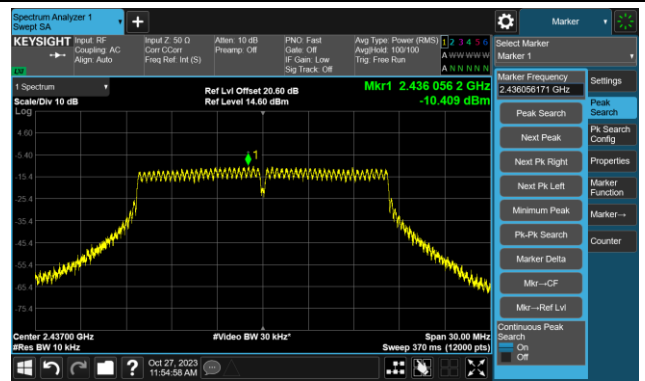 Spectrum Analyzer 1
Swept SA
+
Marker
KEYSIGHT
Input: RF
Coupling: AC
Align: Auto
Input Z: 50 Ω
Corr CCorr
Freq Ref: Int (S)
Atten: 10 dB
Preamp: Off
PNO: Fast
Gate: Off
IF Gain: Low
Sig Track: Off
Avg Type: Power (RMS)
Avg|Hold: 100/100
Trig: Free Run
1 2 3 4 5 6
A W W W W W
A N N N N N
Select Marker
Marker 1
1 Spectrum
Scale/Div 10 dB
Log
Ref Lvl Offset 20.60 dB
Ref Level 14.60 dBm
Mkr1 2.436 056 2 GHz
-10.409 dBm
4.60
-5.40
-15.4
-25.4
-35.4
-45.4
-55.4
-65.4
-75.4
1
Center 2.43700 GHz
#Res BW 10 kHz
#Video BW 30 kHz*
Span 30.00 MHz
Sweep 370 ms (12000 pts)
Marker Frequency
2.436056171 GHz
Peak Search
Next Peak
Next Pk Right
Next Pk Left
Minimum Peak
Pk-Pk Search
Marker Delta
Mkr→CF
Mkr→Ref Lvl
Continuous Peak
Search
On
Off
Settings
Peak
Search
Pk Search
Config
Properties
Marker
Function
Marker→
Counter
?
Oct 27, 2023
11:54:58 AM